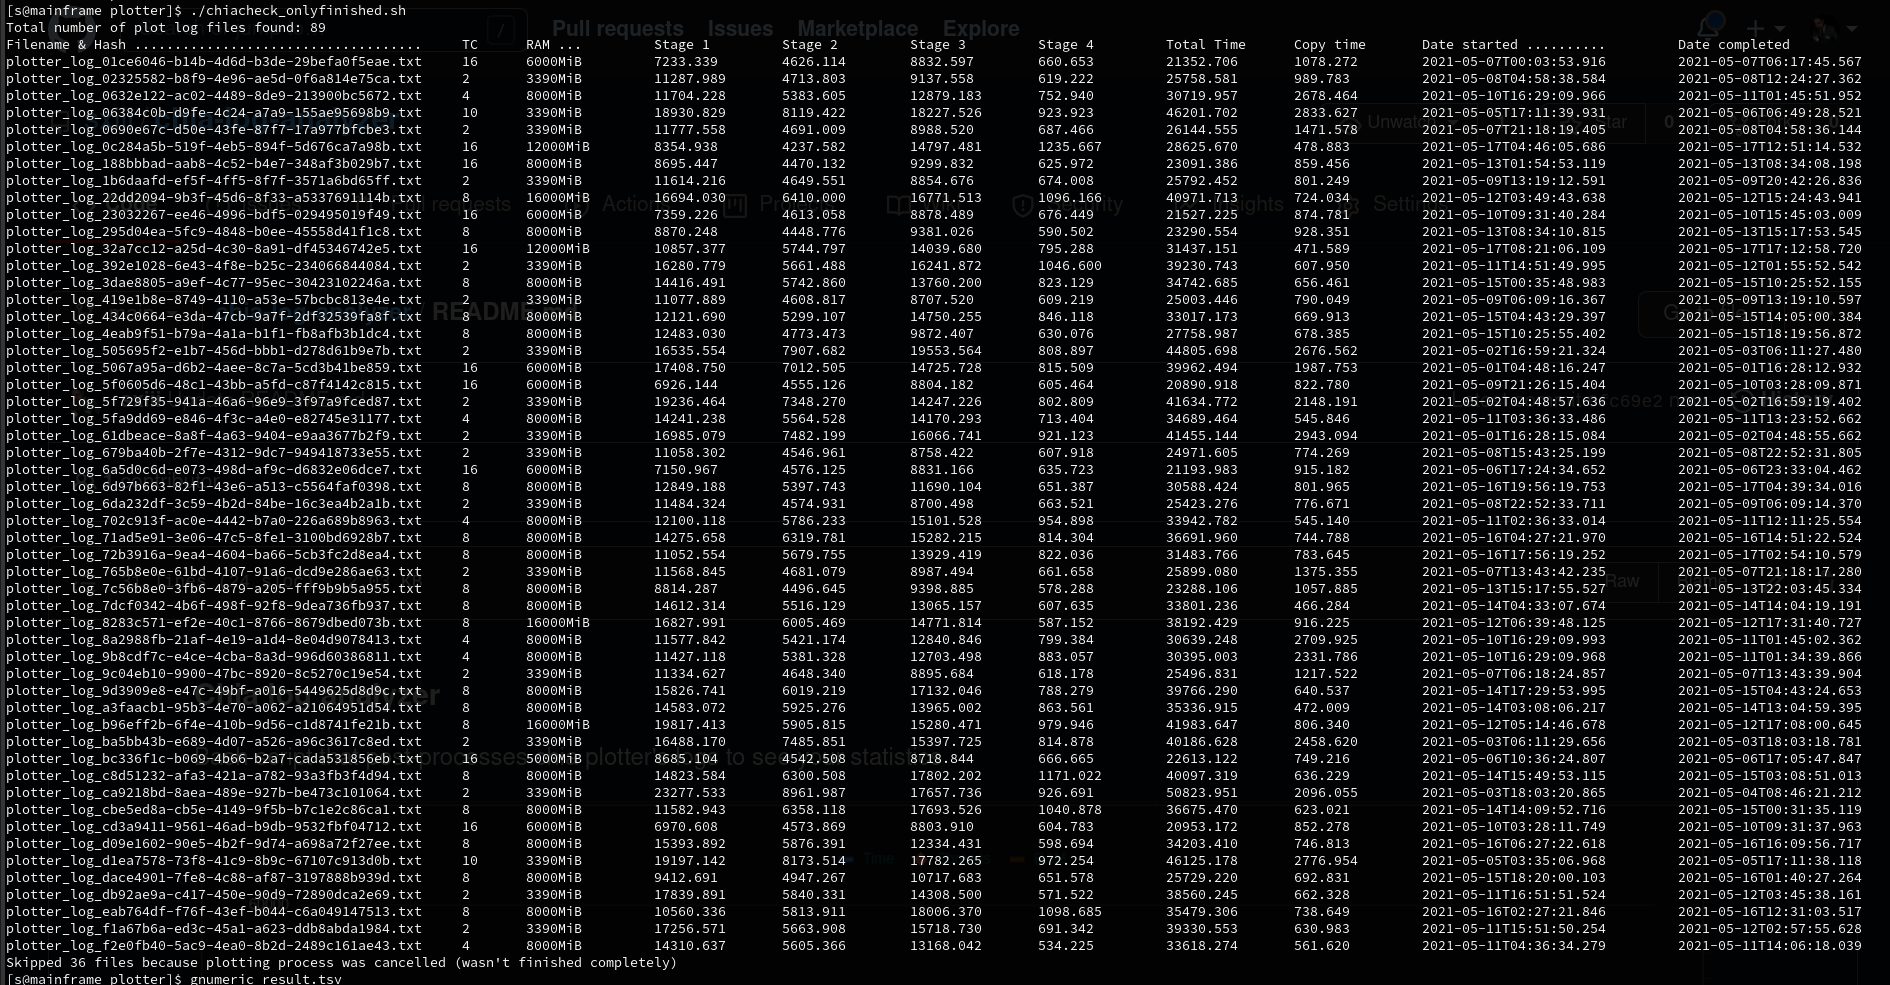 [s@mainframe plotter]$ ./chiacheck_onlyfinished.sh
Total number of plot log files found: 89
Filename & Hash .................................... TC RAM ... Stage 1 Stage 2 Stage 3 Stage 4 Total Time Copy time Date started .......... Date completed
plotter_log_01ce6046-b14b-4d6d-b3de-29befa0f5eae.txt 16 6000MiB 7233.339 4626.114 8832.597 660.653 21352.706 1078.272 2021-05-07T00:03:53.916 2021-05-07T06:17:45.567
plotter_log_02325582-b8f9-4e96-ae5d-0f6a814e75ca.txt 2 3390MiB 11287.989 4713.803 9137.558 619.222 25758.581 989.783 2021-05-08T04:58:38.584 2021-05-08T12:24:27.362
plotter_log_0632e122-ac02-4489-8de9-213900bc5672.txt 4 8000MiB 11704.228 5383.605 12879.183 752.940 30719.957 2678.464 2021-05-10T16:29:09.966 2021-05-11T01:45:51.952
plotter_log_06384c0b-d9fe-4c24-a7a9-155ae95698b0.txt 10 3390MiB 18930.829 8119.422 18227.526 923.923 46201.702 2833.627 2021-05-05T17:11:39.931 2021-05-06T06:49:28.521
plotter_log_0690e67c-d50e-43fe-87f7-17a977bfcbe3.txt 2 3390MiB 11777.558 4691.009 8988.520 687.466 26144.555 1471.578 2021-05-07T21:18:19.405 2021-05-08T04:58:36.144
plotter_log_0c284a5b-519f-4eb5-894f-5d676ca7a98b.txt 16 12000MiB 8354.938 4237.582 14797.481 1235.667 28625.670 478.883 2021-05-17T04:46:05.686 2021-05-17T12:51:14.532
plotter_log_188bbbad-aab8-4c52-b4e7-348af3b029b7.txt 16 8000MiB 8695.447 4470.132 9299.832 625.972 23091.386 859.456 2021-05-13T01:54:53.119 2021-05-13T08:34:08.198
plotter_log_1b6daafd-ef5f-4ff5-8f7f-3571a6bd65ff.txt 2 3390MiB 11614.216 4649.551 8854.676 674.008 25792.452 801.249 2021-05-09T13:19:12.591 2021-05-09T20:42:26.836
plotter_log_22dd2094-9b3f-45d6-8f33-a5337691114b.txt 8 16000MiB 16694.030 6410.000 16771.513 1096.166 40971.713 724.034 2021-05-12T03:49:43.638 2021-05-12T15:24:43.941
plotter_log_23032267-ee46-4996-bdf5-029495019f49.txt 16 6000MiB 7359.226 4613.058 8878.489 676.449 21527.225 874.781 2021-05-10T09:31:40.284 2021-05-10T15:45:03.009
plotter_log_295d04ea-5fc9-4848-b0ee-45558d41f1c8.txt 8 8000MiB 8870.248 4448.776 9381.026 590.502 23290.554 928.351 2021-05-13T08:34:10.815 2021-05-13T15:17:53.545
plotter_log_32a7cc12-a25d-4c30-8a91-df45346742e5.txt 16 12000MiB 10857.377 5744.797 14039.680 795.288 31437.151 471.589 2021-05-17T08:21:06.109 2021-05-17T17:12:58.720
plotter_log_392e1028-6e43-4f8e-b25c-234066844084.txt 2 3390MiB 16280.779 5661.488 16241.872 1046.600 39230.743 607.950 2021-05-11T14:51:49.995 2021-05-12T01:55:52.542
plotter_log_3dae8805-a9ef-4c77-95ec-30423102246a.txt 8 8000MiB 14416.491 5742.860 13760.200 823.129 34742.685 656.461 2021-05-15T00:35:48.983 2021-05-15T10:25:52.155
plotter_log_419e1b8e-8749-4110-a53e-57bcbc813e4e.txt 2 3390MiB 11077.889 4608.817 8707.520 609.219 25003.446 790.049 2021-05-09T06:09:16.367 2021-05-09T13:19:10.597
plotter_log_434c6664-e3da-47db-9a7f-2df32539fa8f.txt 8 8000MiB 12121.690 5299.107 14750.255 846.118 33017.173 669.913 2021-05-15T04:43:29.397 2021-05-15T14:05:00.384
plotter_log_4eab9f51-b79a-4a1a-b1f1-fb8afb3b1dc4.txt 8 8000MiB 12483.030 4773.473 9872.407 630.076 27758.987 678.385 2021-05-15T10:25:55.402 2021-05-15T18:19:56.872
plotter_log_505695f2-e1b7-456d-bbb1-d278d61b9e7b.txt 2 3390MiB 16535.554 7907.682 19553.564 808.897 44805.698 2676.562 2021-05-02T16:59:21.324 2021-05-03T06:11:27.480
plotter_log_5067a95a-d6b2-4aee-8c7a-5cd3b41be859.txt 16 6000MiB 17408.750 7012.505 14725.728 815.509 39962.494 1987.753 2021-05-01T04:48:16.247 2021-05-01T16:28:12.932
plotter_log_5f0605d6-48c1-43bb-a5fd-c87f4142c815.txt 16 6000MiB 6926.144 4555.126 8804.182 605.464 20890.918 822.780 2021-05-09T21:26:15.404 2021-05-10T03:28:09.871
plotter_log_5f729f35-941a-46a6-96e9-3f97a9fced87.txt 2 3390MiB 19236.464 7348.270 14247.226 802.809 41634.772 2148.191 2021-05-02T04:48:57.636 2021-05-02T16:59:19.402
plotter_log_5fa9dd69-e846-4f3c-a4e0-e82745e31177.txt 4 8000MiB 14241.238 5564.528 14170.293 713.404 34689.464 545.846 2021-05-11T03:36:33.486 2021-05-11T13:23:52.662
plotter_log_61dbeace-8a8f-4a63-9404-e9aa3677b2f9.txt 2 3390MiB 16985.079 7482.199 16066.741 921.123 41455.144 2943.094 2021-05-01T16:28:15.084 2021-05-02T04:48:55.662
plotter_log_679ba40b-2f7e-4312-9dc7-949418733e55.txt 2 3390MiB 11058.302 4546.961 8758.422 607.918 24971.605 774.269 2021-05-08T15:43:25.199 2021-05-08T22:52:31.805
plotter_log_6a5d0c6d-e073-498d-af9c-d6832e06dce7.txt 16 6000MiB 7150.967 4576.125 8831.166 635.723 21193.983 915.182 2021-05-06T17:24:34.652 2021-05-06T23:33:04.462
plotter_log_6d97b663-82f1-43e6-a513-c5564faf0398.txt 8 8000MiB 12849.188 5397.743 11690.104 651.387 30588.424 801.965 2021-05-16T19:56:19.753 2021-05-17T04:39:34.016
plotter_log_6da232df-3c59-4b2d-84be-16c3ea4b2a1b.txt 2 3390MiB 11484.324 4574.931 8700.498 663.521 25423.276 776.671 2021-05-08T22:52:33.711 2021-05-09T06:09:14.370
plotter_log_702c913f-ac0e-4442-b7a0-226a689b8963.txt 4 8000MiB 12100.118 5786.233 15101.528 954.898 33942.782 545.140 2021-05-11T02:36:33.014 2021-05-11T12:11:25.554
plotter_log_71ad5e91-3e06-47c5-8fe1-3100bd6928b7.txt 8 8000MiB 14275.658 6319.781 15282.215 814.304 36691.960 744.788 2021-05-16T04:27:21.970 2021-05-16T14:51:22.524
plotter_log_72b3916a-9ea4-4604-ba66-5cb3fc2d8ea4.txt 8 8000MiB 11052.554 5679.755 13929.419 822.036 31483.766 783.645 2021-05-16T17:56:19.252 2021-05-17T02:54:10.579
plotter_log_765b8e0e-61bd-4107-91a6-dcd9e286ae63.txt 2 3390MiB 11568.845 4681.079 8987.494 661.658 25899.080 1375.355 2021-05-07T13:43:42.235 2021-05-07T21:18:17.280
plotter_log_7c56b8e0-3fb6-4879-a205-fff9b9b5a955.txt 8 8000MiB 8814.287 4496.645 9398.885 578.288 23288.106 1057.885 2021-05-13T15:17:55.527 2021-05-13T22:03:45.334
plotter_log_7dcf0342-4b6f-498f-92f8-9dea736fb937.txt 8 8000MiB 14612.314 5516.129 13065.157 607.635 33801.236 466.284 2021-05-14T04:33:07.674 2021-05-14T14:04:19.191
plotter_log_8283c571-ef2e-40c1-8766-8679dbed073b.txt 8 16000MiB 16827.991 6005.469 14771.814 587.152 38192.429 916.225 2021-05-12T06:39:48.125 2021-05-12T17:31:40.727
plotter_log_8a2988fb-21af-4e19-a1d4-8e04d9078413.txt 4 8000MiB 11577.842 5421.174 12840.846 799.384 30639.248 2709.925 2021-05-10T16:29:09.993 2021-05-11T01:45:02.362
plotter_log_9b8cdf7c-e4ce-4cba-8a3d-996d60386811.txt 4 8000MiB 11427.118 5381.328 12703.498 883.057 30395.003 2331.786 2021-05-10T16:29:09.968 2021-05-11T01:34:39.866
plotter_log_9c04eb10-9900-47bc-8920-8c5270c19e54.txt 2 3390MiB 11334.627 4648.340 8895.684 618.178 25496.831 1217.522 2021-05-07T06:18:24.857 2021-05-07T13:43:39.904
plotter_log_9d3909e8-e47c-49bf-a016-5449625d8d9c.txt 8 8000MiB 15826.741 6019.219 17132.046 788.279 39766.290 640.537 2021-05-14T17:29:53.995 2021-05-15T04:43:24.653
plotter_log_a3faacb1-95b3-4670-a062-a21064951d54.txt 8 8000MiB 14583.072 5925.276 13965.002 863.561 35336.915 472.009 2021-05-14T03:08:06.217 2021-05-14T13:04:59.395
plotter_log_b96eff2b-6f4e-410b-9d56-c1d8741fe21b.txt 8 16000MiB 19817.413 5905.815 15280.471 979.946 41983.647 806.340 2021-05-12T05:14:46.678 2021-05-12T17:08:00.645
plotter_log_ba5bb43b-e689-4d07-a526-a96c3617c8ed.txt 2 3390MiB 16488.170 7485.851 15397.725 814.878 40186.628 2458.620 2021-05-03T06:11:29.656 2021-05-03T18:03:18.781
plotter_log_bc336f1c-b069-4b66-b2a7-ada531856ceb.txt 16 5000MiB 8685.104 4542.508 8718.844 666.665 22613.122 749.216 2021-05-06T10:36:24.807 2021-05-06T17:05:47.847
plotter_log_c8d51232-afa3-421a-a782-93a3fb3f4d94.txt 8 8000MiB 14823.584 6300.508 17802.202 1171.022 40097.319 636.229 2021-05-14T15:49:53.115 2021-05-15T03:08:51.013
plotter_log_ca9218bd-8aea-489e-927b-be473c101064.txt 2 3390MiB 23277.533 8961.987 17657.736 926.691 50823.951 2096.055 2021-05-03T18:03:20.865 2021-05-04T08:46:21.212
plotter_log_cbe5ed8a-cb5e-4149-9f5b-b7c1e2c86ca1.txt 8 8000MiB 11582.943 6358.118 17693.526 1040.878 36675.470 623.021 2021-05-14T14:09:52.716 2021-05-15T00:31:35.119
plotter_log_cd3a9411-9561-46ad-b9db-9532fbf04712.txt 16 6000MiB 6970.608 4573.869 8803.910 604.783 20953.172 852.278 2021-05-10T03:28:11.749 2021-05-10T09:31:37.963
plotter_log_d09e1602-90e5-4b2f-9d74-a698a72f27ee.txt 8 8000MiB 15393.892 5876.391 12334.431 598.694 34203.410 746.813 2021-05-16T06:27:22.618 2021-05-16T16:09:56.717
plotter_log_d1ea7578-73f8-41c9-8b9c-67107c913d0b.txt 10 3390MiB 19197.142 8173.514 17782.265 972.254 46125.178 2776.954 2021-05-05T03:35:06.968 2021-05-05T17:11:38.118
plotter_log_dace4901-7fe8-4c88-af87-3197888b939d.txt 8 8000MiB 9412.691 4947.267 10717.683 651.578 25729.220 692.831 2021-05-15T18:20:00.103 2021-05-16T01:40:27.264
plotter_log_db92ae9a-c417-450e-90d9-72890dca2e69.txt 2 3390MiB 17839.891 5840.331 14308.500 571.522 38560.245 662.328 2021-05-11T16:51:51.524 2021-05-12T03:45:38.161
plotter_log_eab764df-f76f-43ef-b044-c6a049147513.txt 8 8000MiB 10560.336 5813.911 18006.370 1098.685 35479.306 738.649 2021-05-16T02:27:21.846 2021-05-16T12:31:03.517
plotter_log_f1a67b6a-ed3c-45a1-a623-ddb8abda1984.txt 2 3390MiB 17256.571 5663.908 15718.730 691.342 39330.553 630.983 2021-05-11T15:51:50.254 2021-05-12T02:57:55.628
plotter_log_f2e0fb40-5ac9-4ea0-8b2d-2489c161ae43.txt 4 8000MiB 14310.637 5605.366 13168.042 534.225 33618.274 561.620 2021-05-11T04:36:34.279 2021-05-11T14:06:18.039
Skipped 36 files because plotting process was cancelled (wasn't finished completely)
[s@mainframe plotter]$ gnumeric result.tsv
Pull requests Issues Marketplace Explore